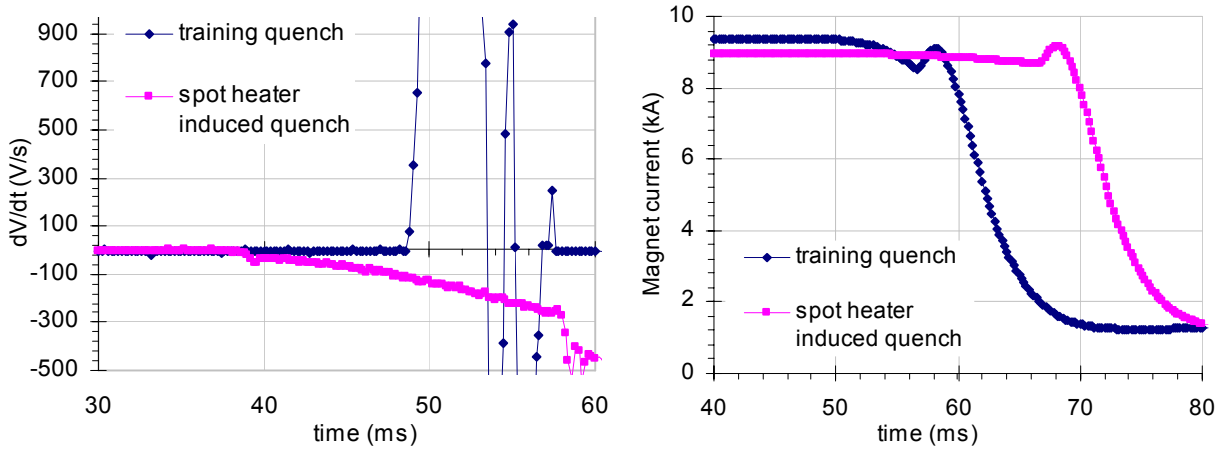 900
700
500
300
100
-100
-300
-500
dV/dt (V/s)
training quench
spot heater
induced quench
30
40
50
60
time (ms)
10
8
6
4
2
0
Magnet current (kA)
training quench
spot heater
induced quench
40
50
60
70
80
time (ms)